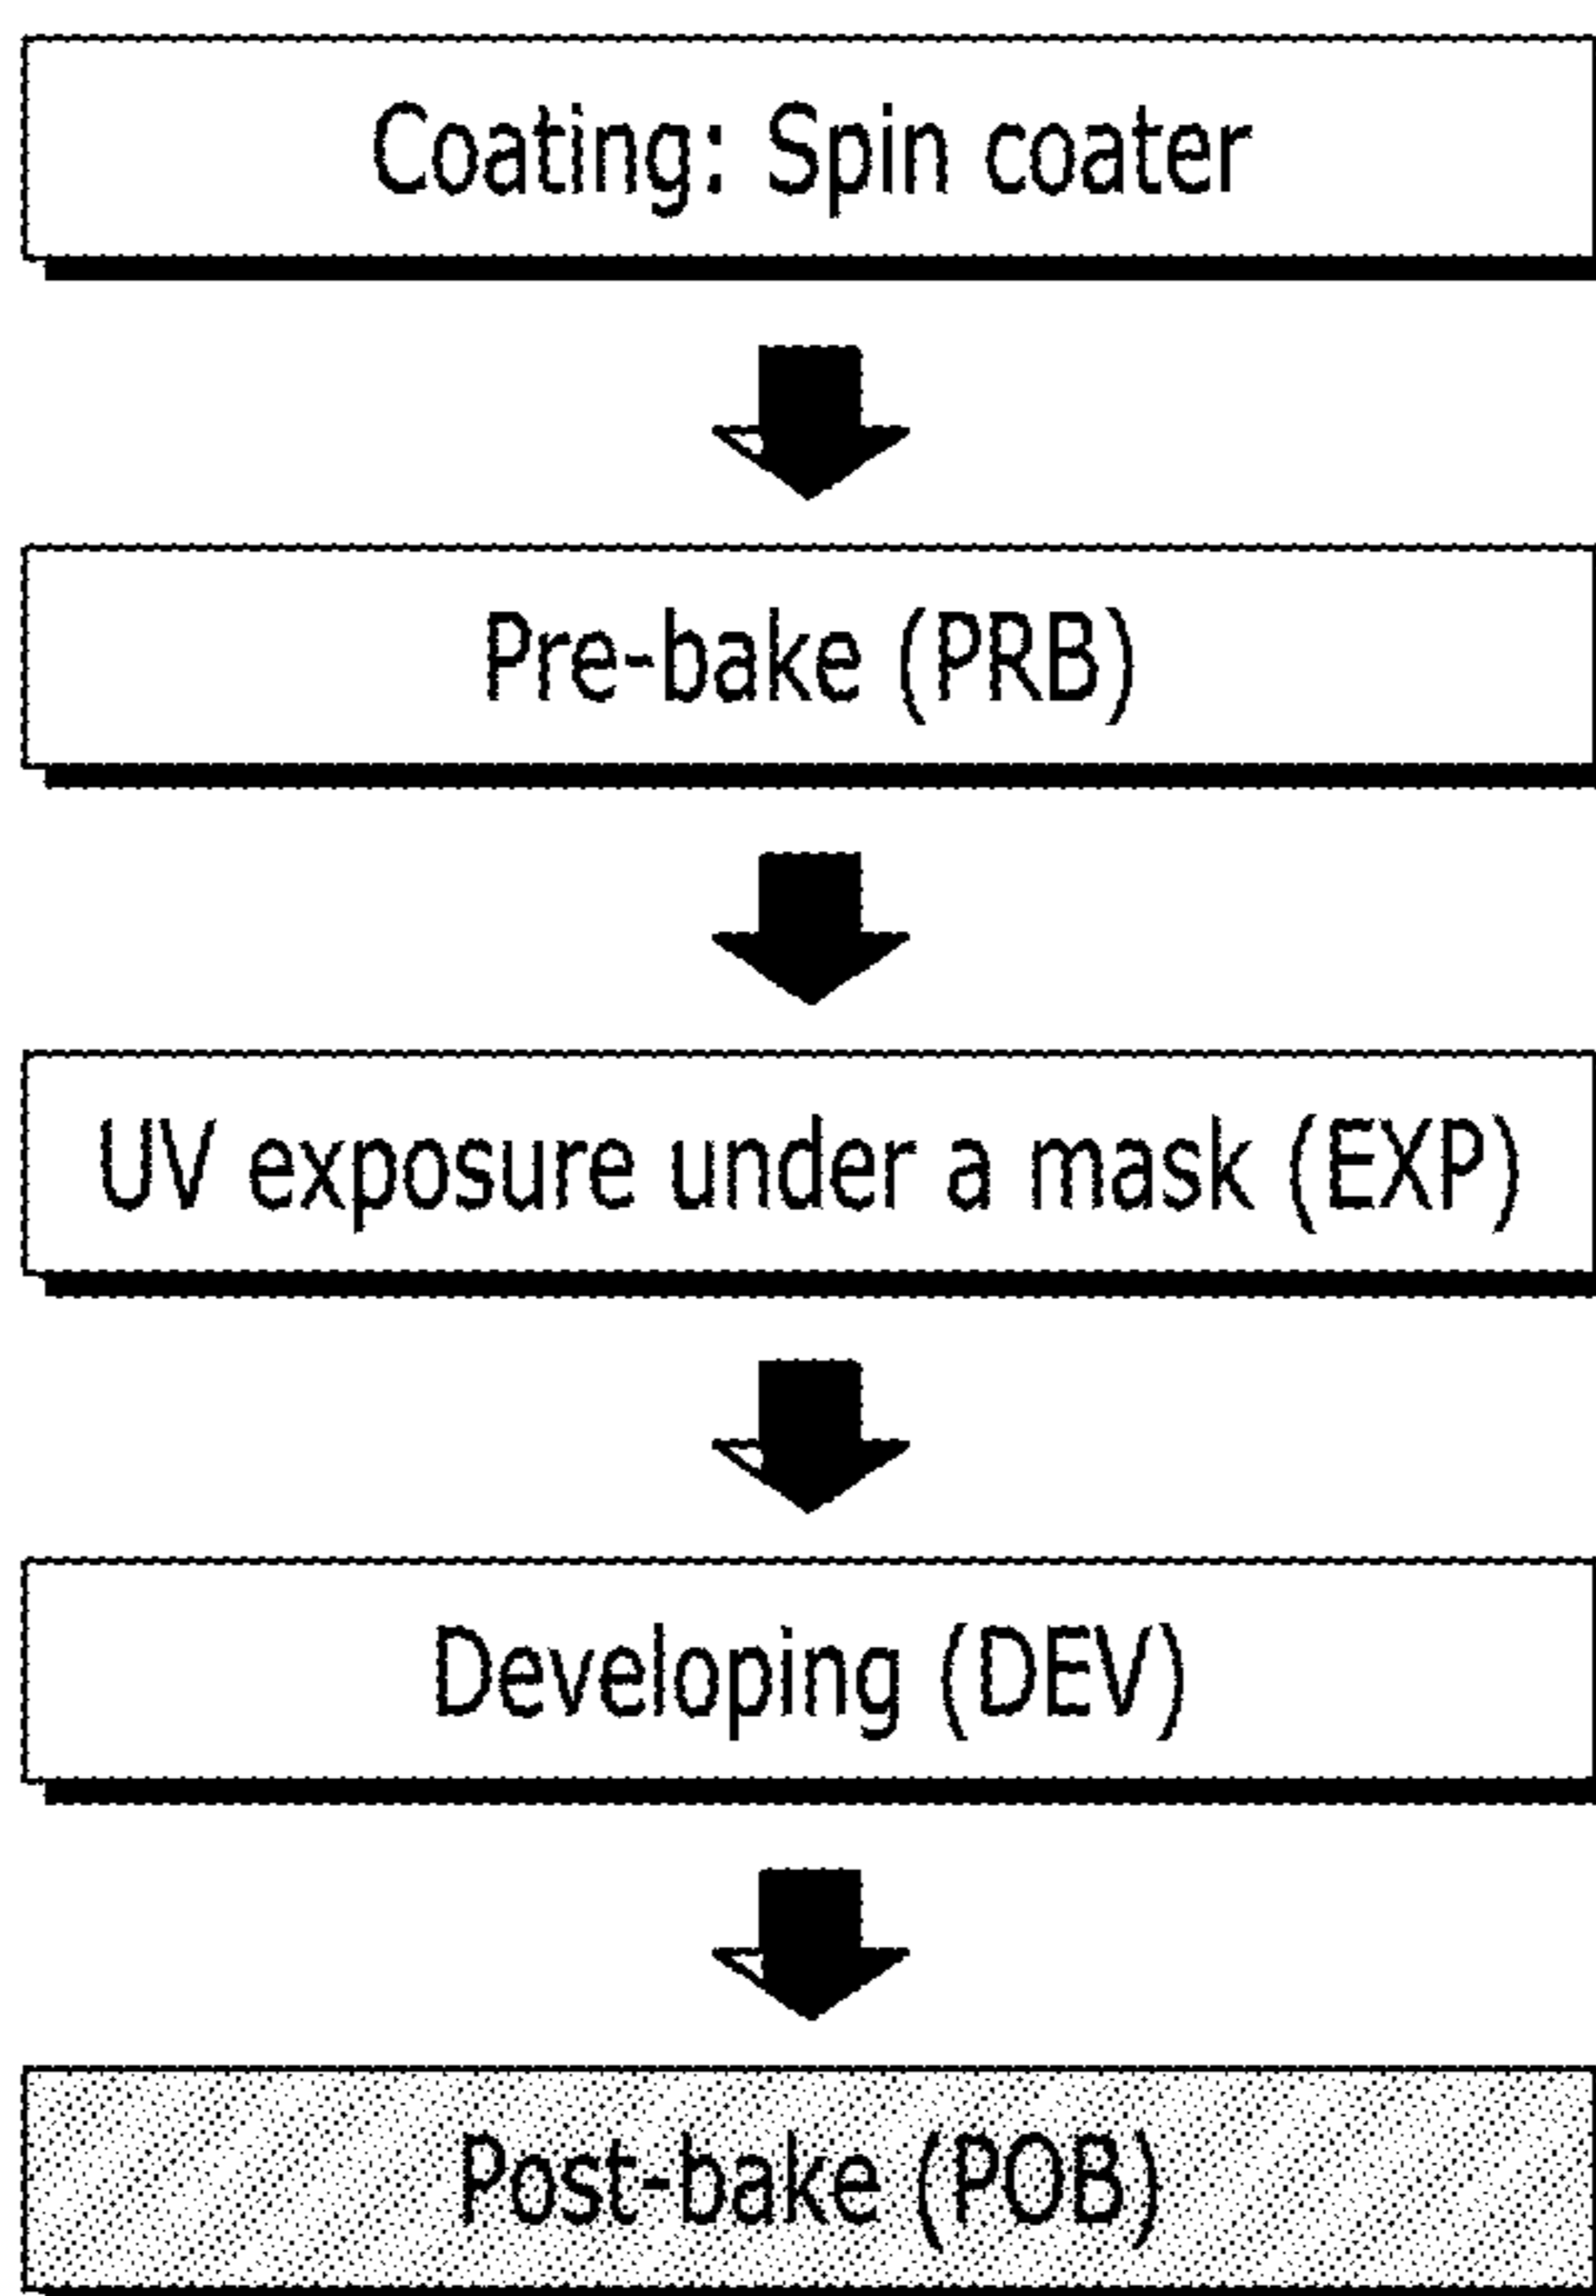 Coating: Spin coater
Pre-bake (PRB)
UV exposure under a mask (EXP)
Developing (DEV)
Post-bake (POB)